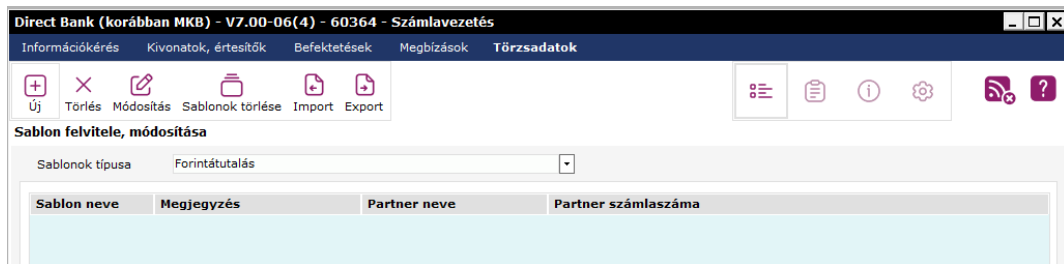 Direct Bank (korábban MKB) - V7.00-06(4) - 60364 - Számlavezetés
Információkérés Kivonatok, értesítők Befektetések Megbízások Törzsadatok
Új Törlés Módosítás Sablonok törlése Import Export
Sablon felvitele, módosítása
Sablonok típusa Forintátutalás
Sablon neve Megjegyzés Partner neve Partner számlaszáma